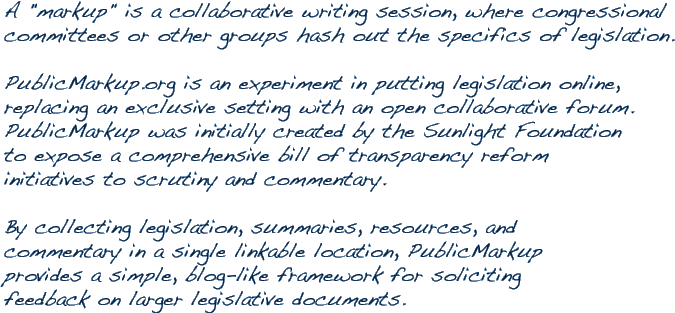 A "markup" is a collaborative writing session, where congressional
committees or other groups hash out the specifics of legislation.
PublicMarkup.org is an experiment in putting legislation online,
replacing an exclusive setting with an open collaborative forum.
PublicMarkup was initially created by the Sunlight Foundation
to expose a comprehensive bill of transparency reform
initiatives to scrutiny and commentary.
By collecting legislation, summaries, resources, and
commentary in a single linkable location, PublicMarkup
provides a simple, blog-like framework for soliciting
feedback on larger legislative documents.